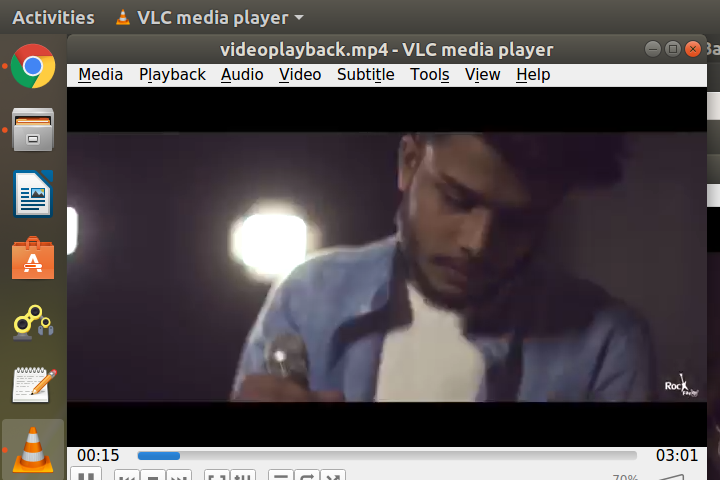 Activities VLC media player
videoplayback.mp4 - VLC media player
Media Playback Audio Video Subtitle Tools View Help
Rock
00:15 03:01
70%